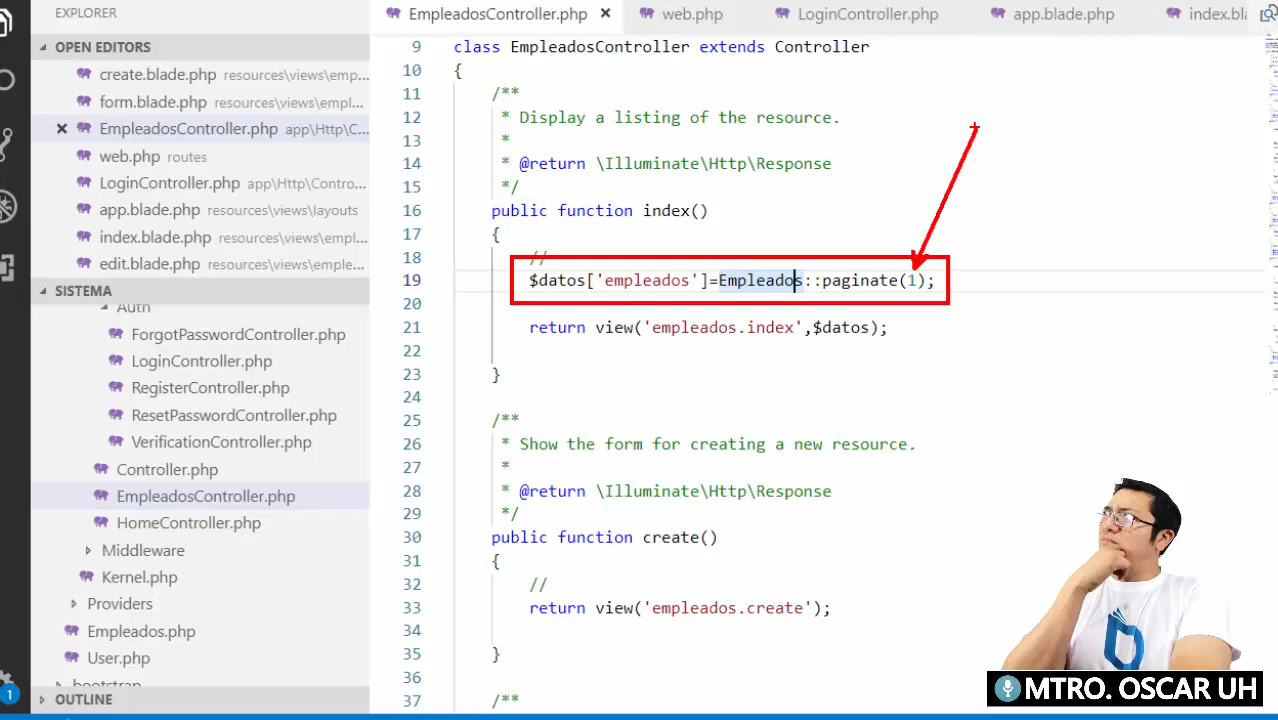 EXPLORER
OPEN EDITORS
create.blade.php resources\views\emp...
form.blade.php resources\views\empl...
EmpleadosController.php app\Http\C...
web.php routes
LoginController.php app\Http\Contro...
app.blade.php resources\views\layouts
index.blade.php resources\views\empl...
edit.blade.php resources\views\empl...
SISTEMA
Auth
ForgotPasswordController.php
LoginController.php
RegisterController.php
ResetPasswordController.php
VerificationController.php
Controller.php
EmpleadosController.php
HomeController.php
Middleware
Kernel.php
Providers
Empleados.php
User.php
bootstrap
OUTLINE
1
EmpleadosController.php
web.php
LoginController.php
app.blade.php
index.bla
9 class EmpleadosController extends Controller
10 {
11 /**
12 * Display a listing of the resource.
13 *
14 * @return \Illuminate\Http\Response
15 */
16 public function index()
17 {
18 //
19 $datos['empleados']=Empleados::paginate(1);
20
21 return view('empleados.index',$datos);
22
23 }
24
25 /**
26 * Show the form for creating a new resource.
27 *
28 * @return \Illuminate\Http\Response
29 */
30 public function create()
31 {
32 //
33 return view('empleados.create');
34
35 }
36
37 /**
MTRO. OSCAR UH